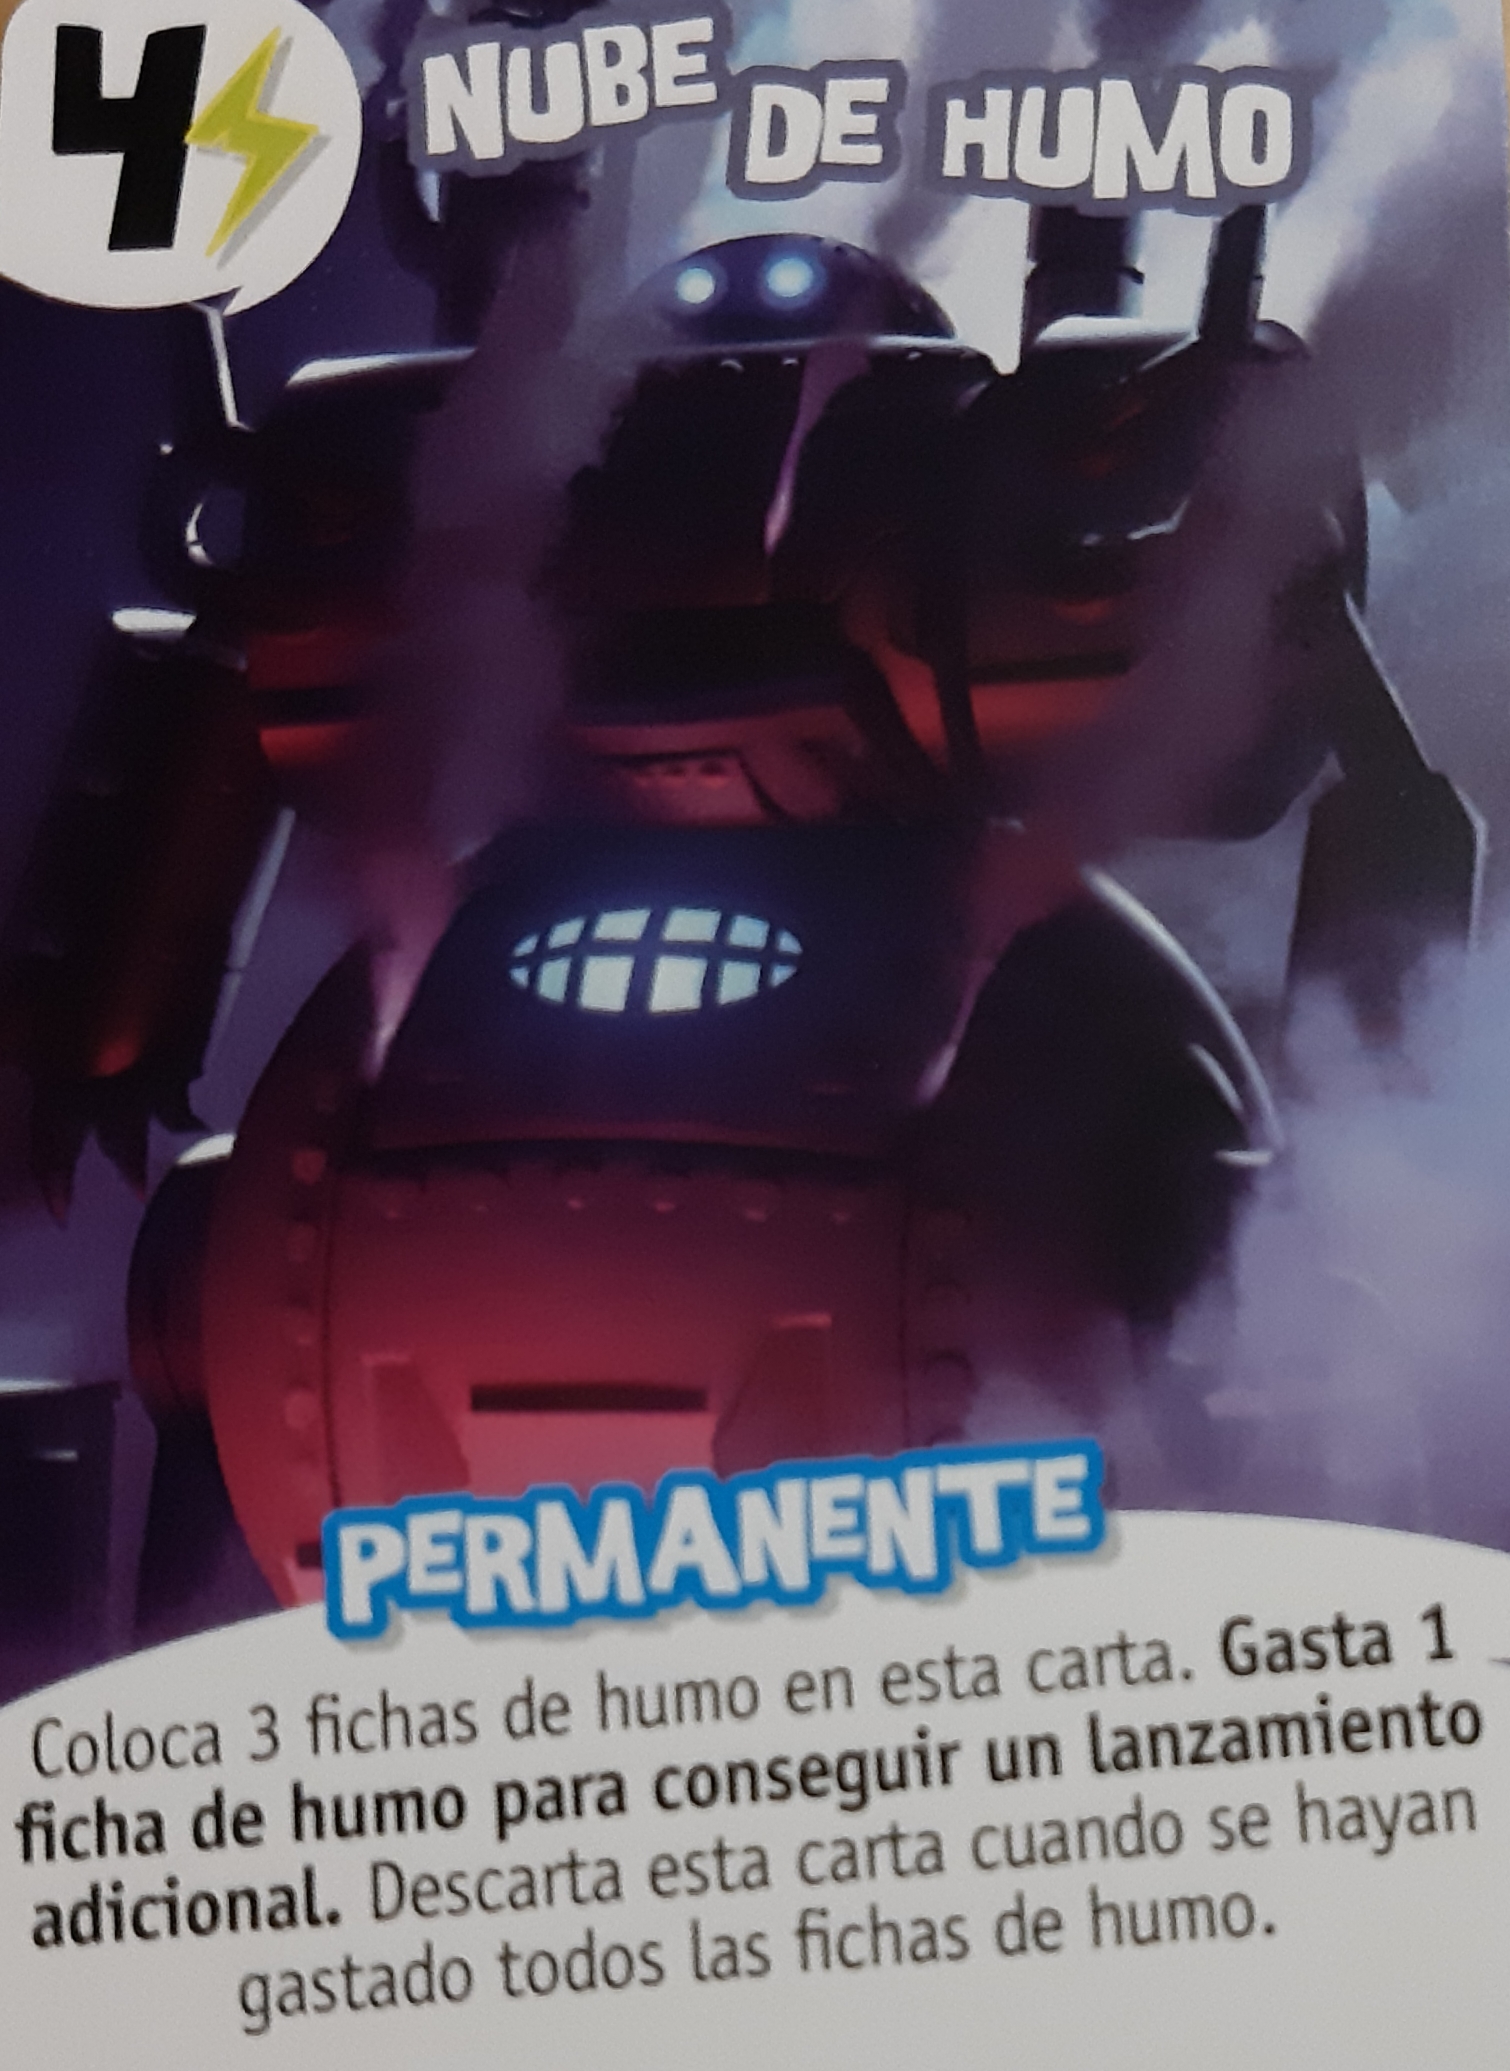 4
NUBE DE HUMO
PERMANENTE
Coloca 3 fichas de humo en esta carta. Gasta 1
ficha de humo para conseguir un lanzamiento
adicional. Descarta esta carta cuando se hayan
gastado todos las fichas de humo.